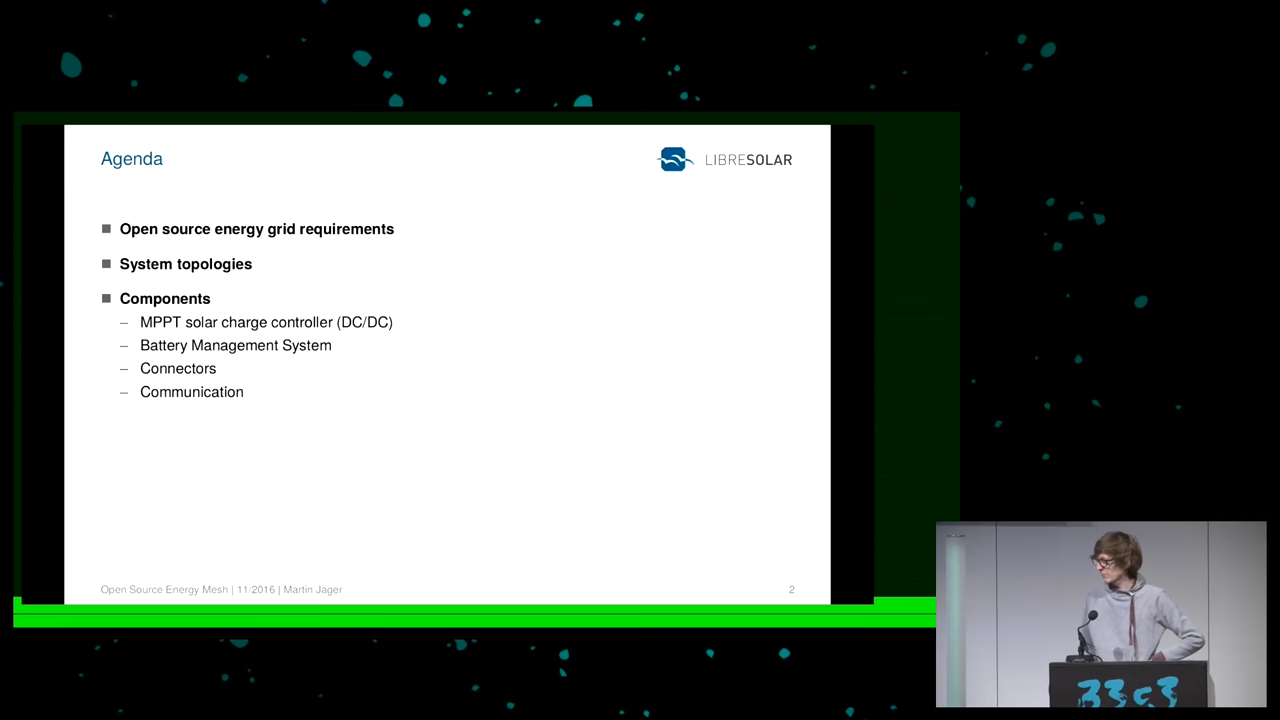 Agenda
LIBRESOLAR
Open source energy grid requirements
System topologies
Components
– MPPT solar charge controller (DC/DC)
– Battery Management System
– Connectors
– Communication
Open Source Energy Mesh | 11/2016 | Martin Jager
2
33c3